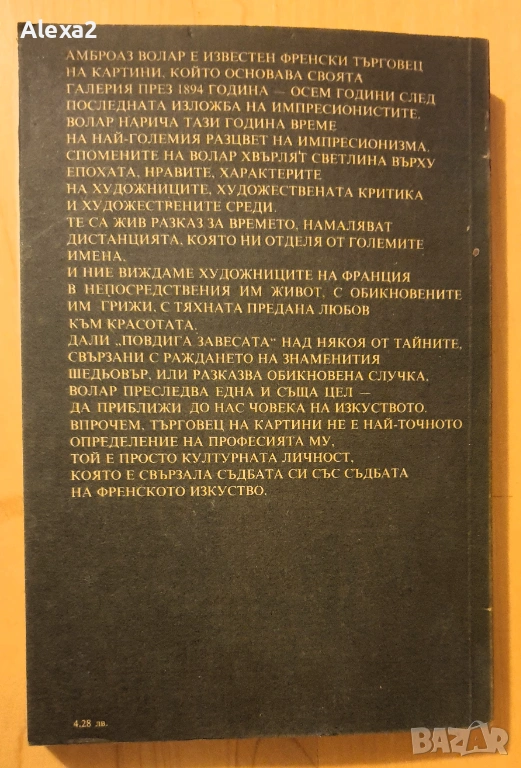 Alexa2
АМБРОАЗ ВОЛАР Е ИЗВЕСТЕН ФРЕНСКИ ТЪРГОВЕЦ
НА КАРТИНИ, КОЙТО ОСНОВАВА СВОЯТА
ГАЛЕРИЯ ПРЕЗ 1894 ГОДИНА — ОСЕМ ГОДИНИ СЛЕД
ПОСЛЕДНАТА ИЗЛОЖБА НА ИМПРЕСИОНИСТИТЕ.
ВОЛАР НАРИЧА ТАЗИ ГОДИНА ВРЕМЕ
НА НАЙ-ГОЛЕМИЯ РАЗЦВЕТ НА ИМПРЕСИОНИЗМА.
СПОМЕНИТЕ НА ВОЛАР ХВЪРЛЯТ СВЕТЛИНА ВЪРХУ
ЕПОХАТА, НРАВИТЕ, ХАРАКТЕРИТЕ
НА ХУДОЖНИЦИТЕ, ХУДОЖЕСТВЕНАТА КРИТИКА
И ХУДОЖЕСТВЕНИТЕ СРЕДИ.
ТЕ СА ЖИВ РАЗКАЗ ЗА ВРЕМЕТО, НАМАЛЯВАТ
ДИСТАНЦИЯТА, КОЯТО НИ ОТДЕЛЯ ОТ ГОЛЕМИТЕ
ИМЕНА.
И НИЕ ВИЖДАМЕ ХУДОЖНИЦИТЕ НА ФРАНЦИЯ
В НЕПОСРЕДСТВЕНИЯ ИМ ЖИВОТ, С ОБИКНОВЕНИТЕ
ИМ ГРИЖИ, С ТЯХНАТА ПРЕДАНА ЛЮБОВ
КЪМ КРАСОТАТА.
ДАЛИ „ПОВДИГА ЗАВЕСАТА“ НАД НЯКОЯ ОТ ТАЙНИТЕ,
СВЪРЗАНИ С РАЖДАНЕТО НА ЗНАМЕНИТИЯ
ШЕДЬОВЪР, ИЛИ РАЗКАЗВА ОБИКНОВЕНА СЛУЧКА,
ВОЛАР ПРЕСЛЕДВА ЕДНА И СЪЩА ЦЕЛ —
ДА ПРИБЛИЖИ ДО НАС ЧОВЕКА НА ИЗКУСТВОТО.
ВПРОЧЕМ, ТЪРГОВЕЦ НА КАРТИНИ НЕ Е НАЙ-ТОЧНОТО
ОПРЕДЕЛЕНИЕ НА ПРОФЕСИЯТА МУ,
ТОЙ Е ПРОСТО КУЛТУРНАТА ЛИЧНОСТ,
КОЯТО Е СВЪРЗАЛА СЪДБАТА СИ СЪС СЪДБАТА
НА ФРЕНСКОТО ИЗКУСТВО.
4,28 лв.
BAZAR